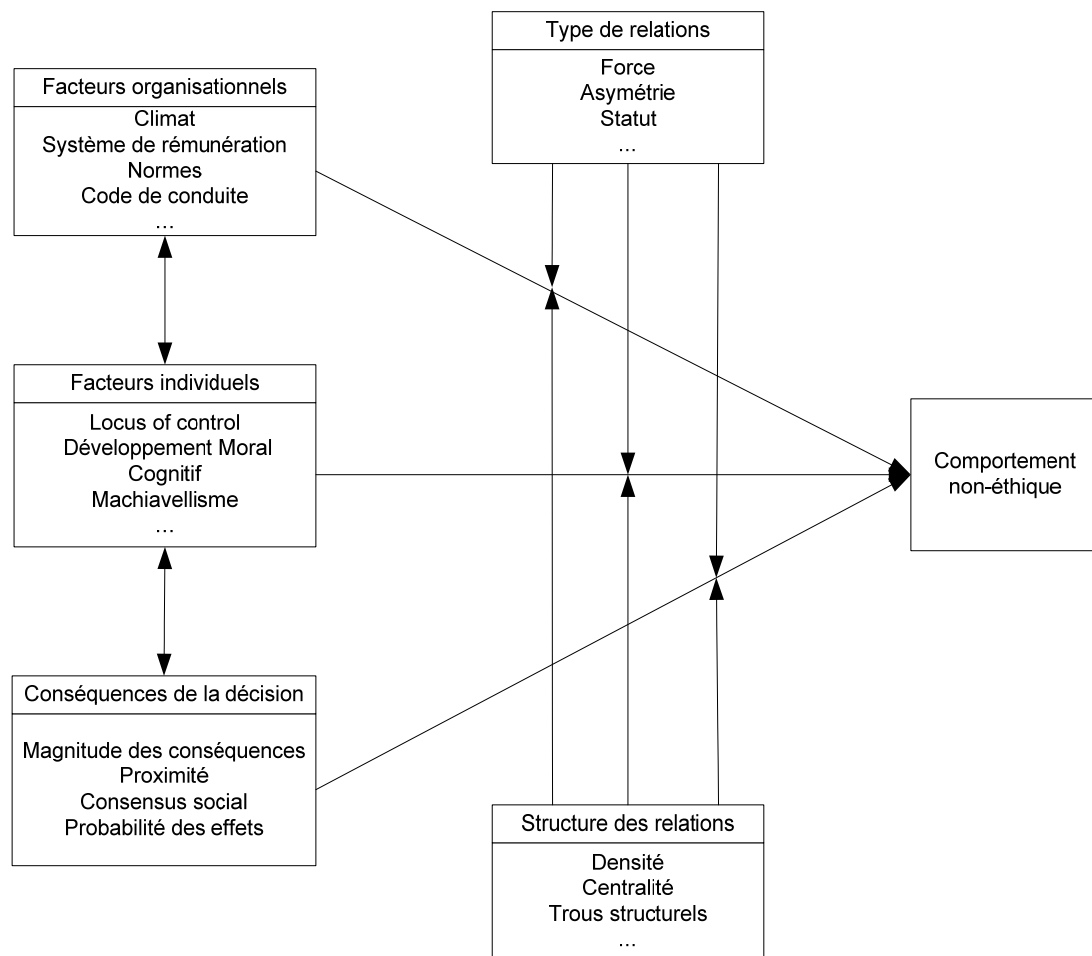 Type de relations
Force
Asymétrie
Statut
...
Facteurs organisationnels
Climat
Système de rémunération
Normes
Code de conduite
...
Facteurs individuels
Locus of control
Développement Moral
Cognitif
Machiavellisme
...
Comportement
non-éthique
Conséquences de la décision
Magnitude des conséquences
Proximité
Consensus social
Probabilité des effets
Structure des relations
Densité
Centralité
Trous structurels
...